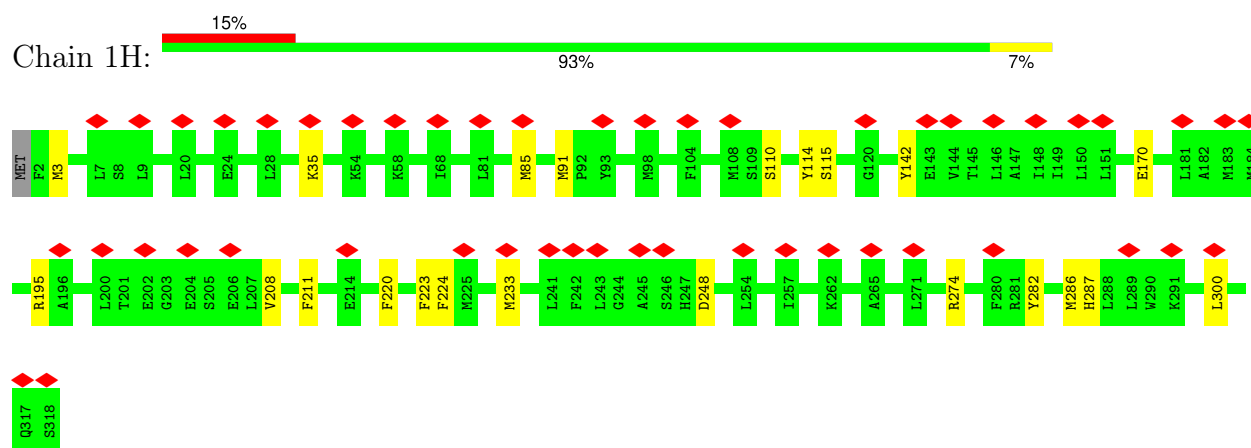 15%
Chain 1H:
93% 7%
MET F2 M3 L7 S8 L9 L20 E24 L28 K35 K54 K58 I68 L81 M85 M91 P92 Y93 M98 F104 M108 S109 S110 Y114 S115 G120 Y142 E143 V144 T145 L146 A147 I148 I149 L150 L151 E170 L181 A182 M183 M184
R195 A196 L200 T201 E202 G203 E204 S205 E206 L207 V208 F211 E214 F220 F223 F224 M225 M233 L241 F242 L243 G244 A245 S246 H247 D248 L254 I257 K262 A265 L271 R274 F280 R281 Y282 M286 H287 L288 L289 W290 K291 L300
Q317 S318